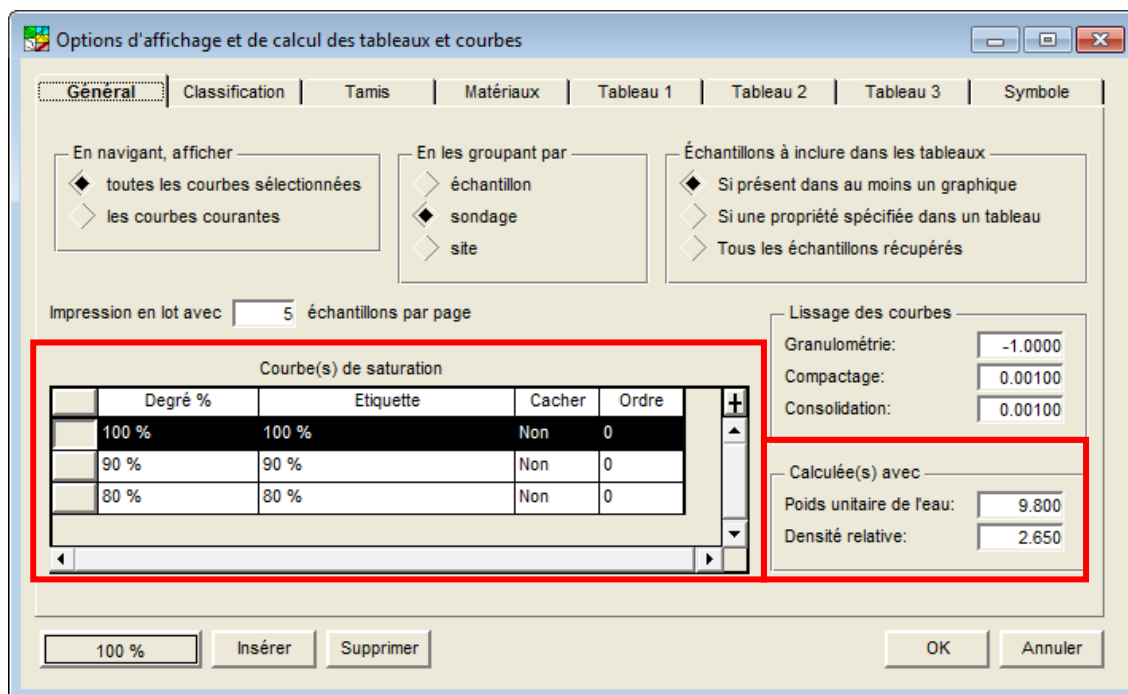 Options d'affichage et de calcul des tableaux et courbes
Général Classification Tamis Matériaux Tableau 1 Tableau 2 Tableau 3 Symbole
En navigant, afficher
toutes les courbes sélectionnées
les courbes courantes
En les groupant par
échantillon
sondage
site
Échantillons à inclure dans les tableaux
Si présent dans au moins un graphique
Si une propriété spécifiée dans un tableau
Tous les échantillons récupérés
Impression en lot avec 5 échantillons par page
Lissage des courbes
Granulométrie: -1.0000
Compactage: 0.00100
Consolidation: 0.00100
Courbe(s) de saturation
Degré % Etiquette Cacher Ordre
100 % 100 % Non 0
90 % 90 % Non 0
80 % 80 % Non 0
Calculée(s) avec
Poids unitaire de l'eau: 9.800
Densité relative: 2.650
100 % Insérer Supprimer OK Annuler